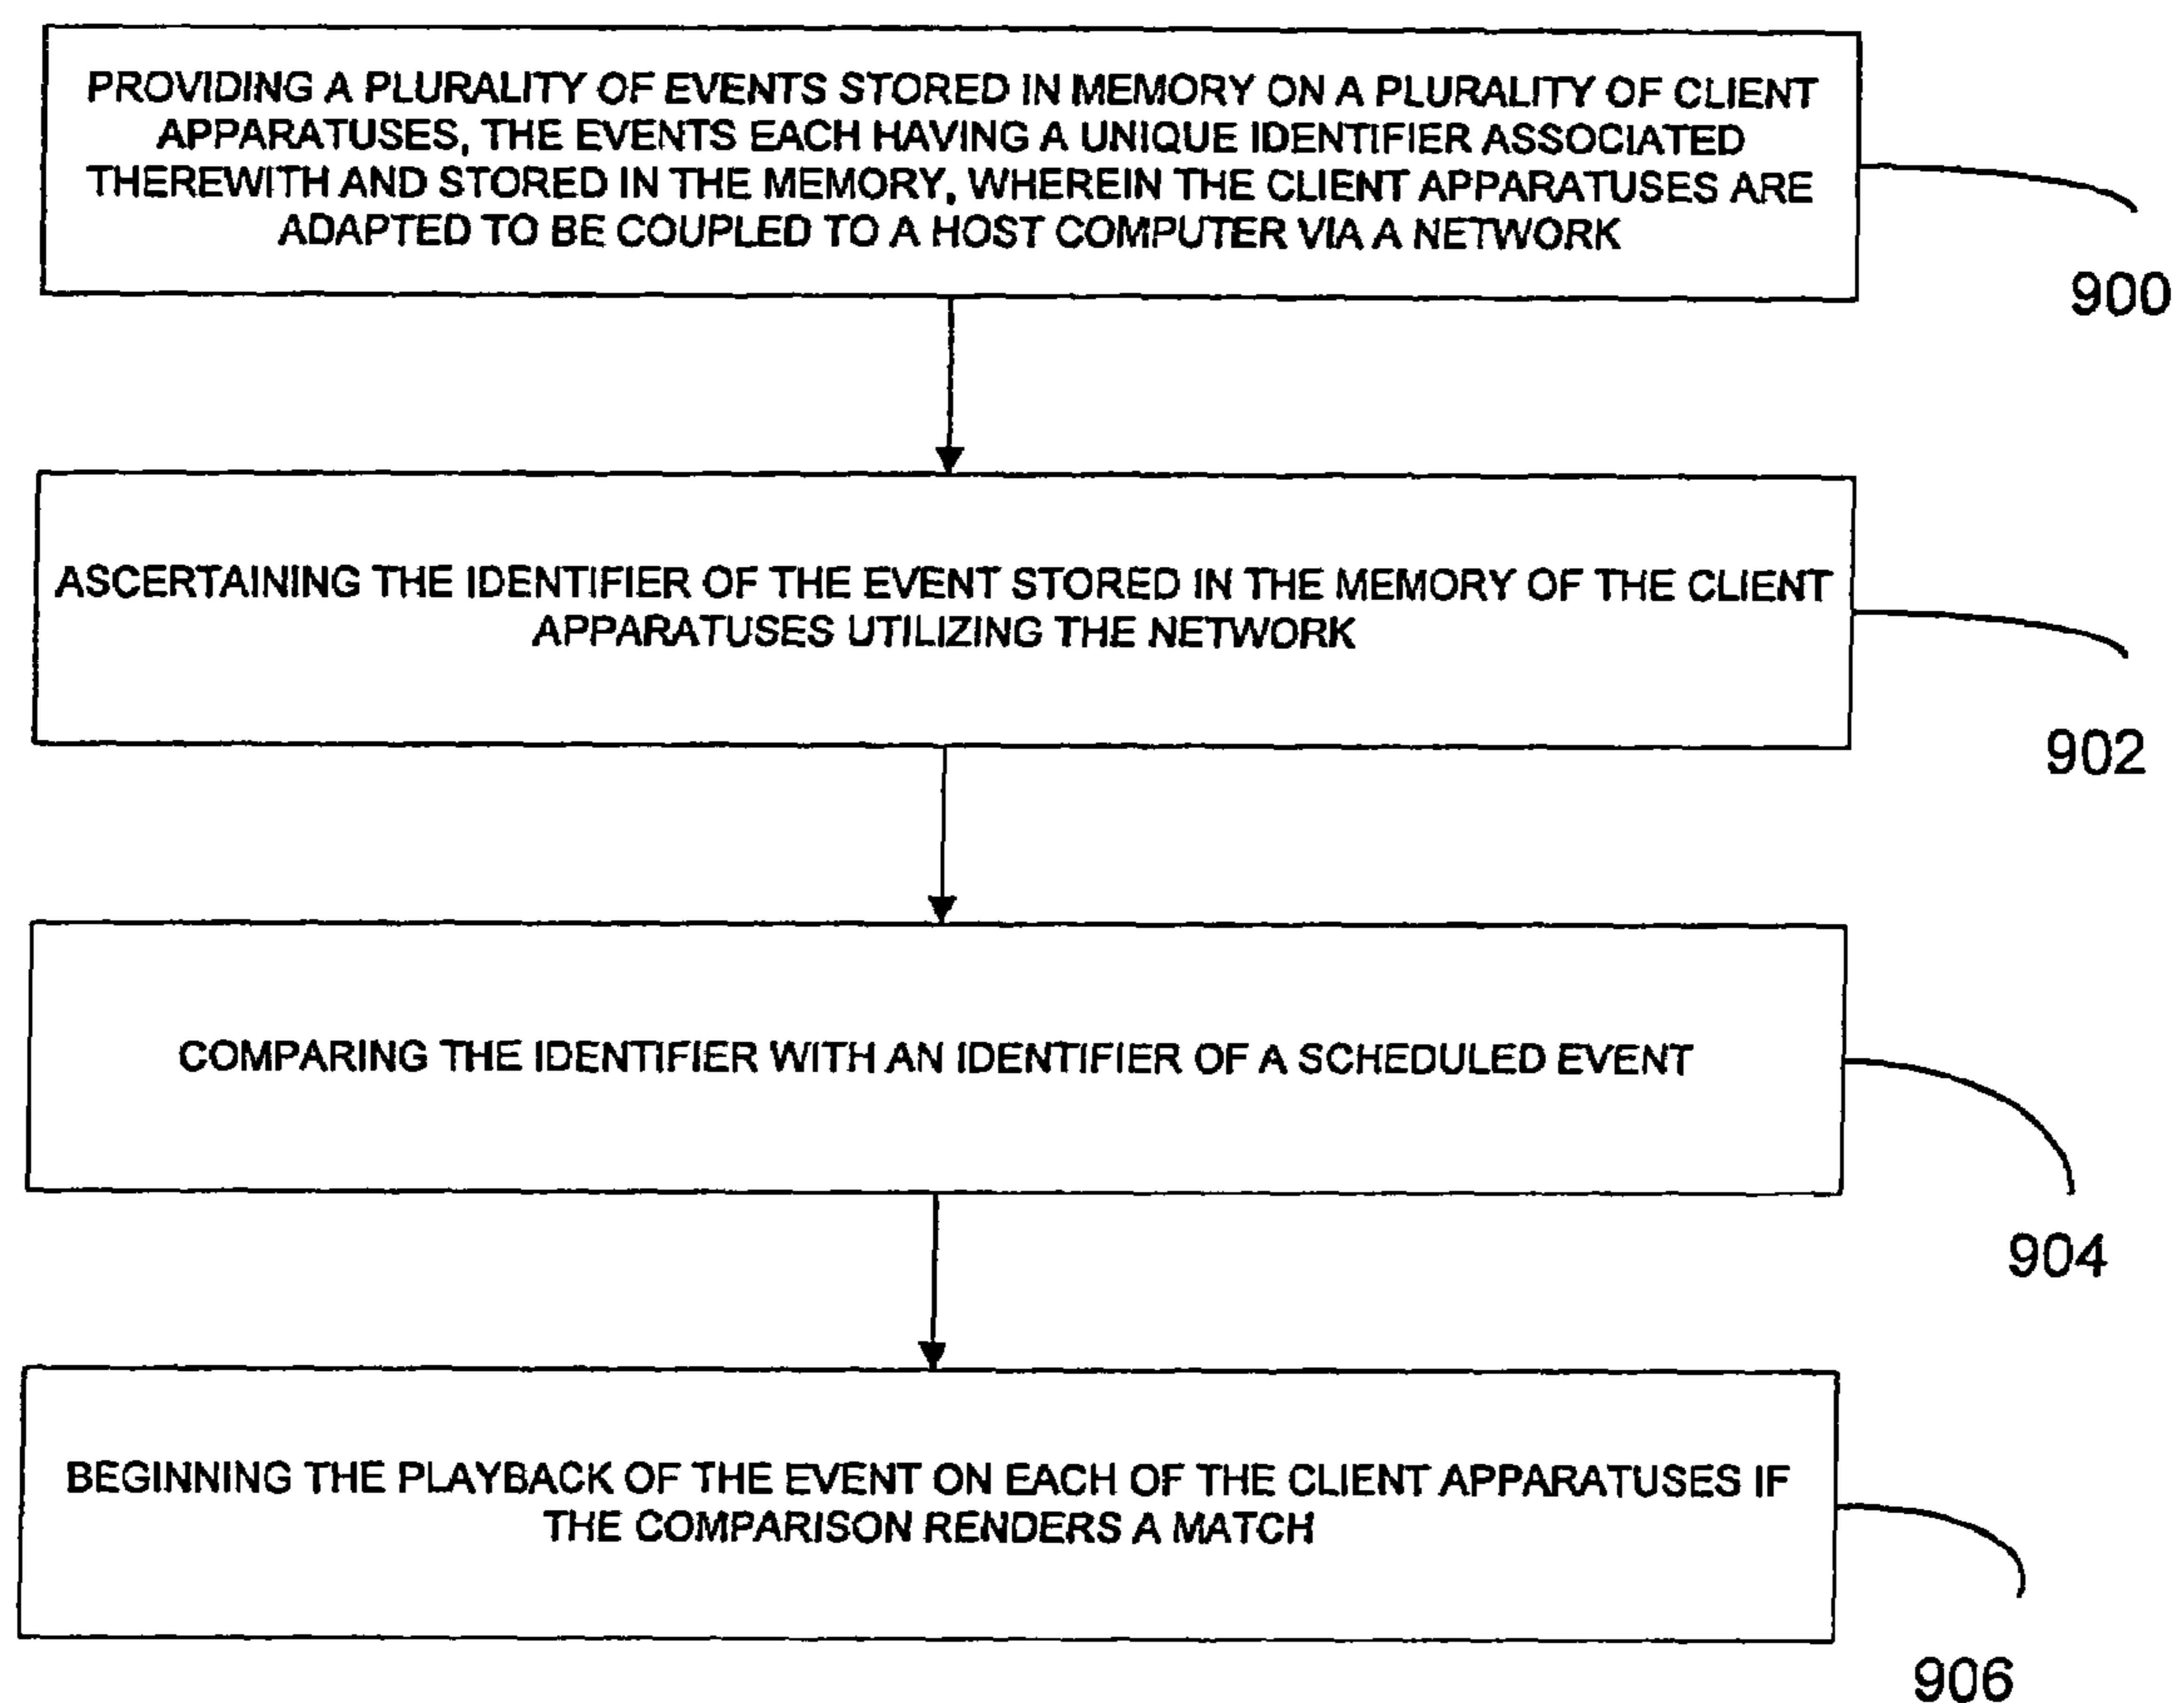 PROVIDING A PLURALITY OF EVENTS STORED IN MEMORY ON A PLURALITY OF CLIENT
APPARATUSES, THE EVENTS EACH HAVING A UNIQUE IDENTIFIER ASSOCIATED
THEREWITH AND STORED IN THE MEMORY, WHEREIN THE CLIENT APPARATUSES ARE
ADAPTED TO BE COUPLED TO A HOST COMPUTER VIA A NETWORK
900
ASCERTAINING THE IDENTIFIER OF THE EVENT STORED IN THE MEMORY OF THE CLIENT
APPARATUSES UTILIZING THE NETWORK
902
COMPARING THE IDENTIFIER WITH AN IDENTIFIER OF A SCHEDULED EVENT
904
BEGINNING THE PLAYBACK OF THE EVENT ON EACH OF THE CLIENT APPARATUSES IF
THE COMPARISON RENDERS A MATCH
906